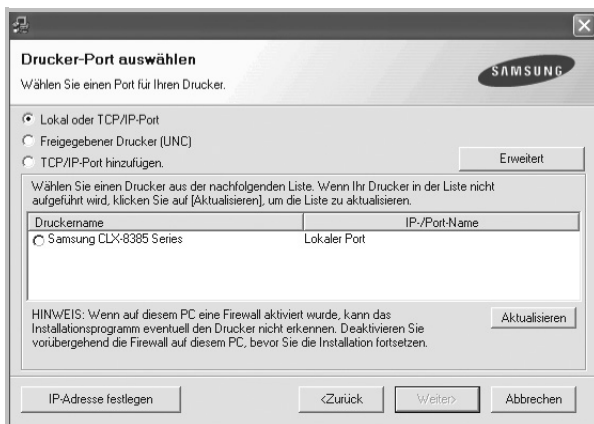 Drucker-Port auswählen
Wählen Sie einen Port für Ihren Drucker.
SAMSUNG
Lokal oder TCP/IP-Port
Freigegebener Drucker (UNC)
TCP/IP-Port hinzufügen.
Erweitert
Wählen Sie einen Drucker aus der nachfolgenden Liste. Wenn Ihr Drucker in der Liste nicht
aufgeführt wird, klicken Sie auf [Aktualisieren], um die Liste zu aktualisieren.
Druckername IP-/Port-Name
Samsung CLX-8385 Series Lokaler Port
HINWEIS: Wenn auf diesem PC eine Firewall aktiviert wurde, kann das
Installationsprogramm eventuell den Drucker nicht erkennen. Deaktivieren Sie
vorübergehend die Firewall auf diesem PC, bevor Sie die Installation fortsetzen.
Aktualisieren
IP-Adresse festlegen <Zurück Weiter> Abbrechen